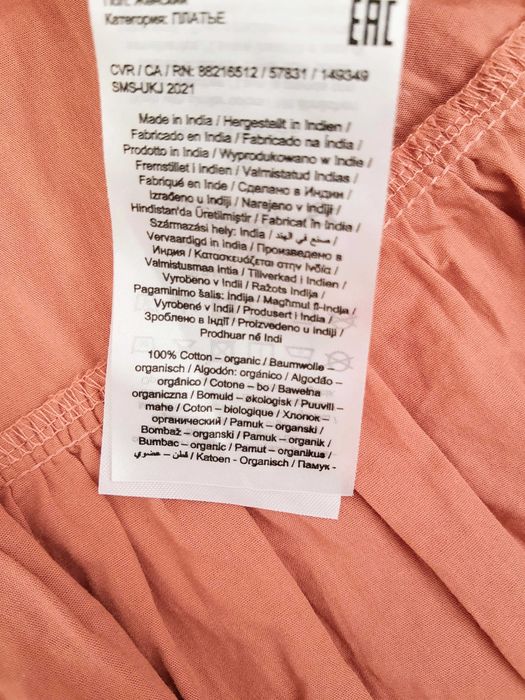 Категория: ПЛАТЬЕ
EAC
CVR / CA / RN: 88216512 / 57831 / 149349
SMS-UKJ 2021
Made in India / Hergestellt in Indien /
Fabricado en India / Fabricado na Índia /
Prodotto in India / Wyprodukowano w Indie /
Fremstillet i indien / Valmistatud Indias /
Fabriqué en Inde / Сделано в Индии /
Izrađeno u Indiji / Narejeno v Indiji /
Hindistan'da Üretilmiştir / Fabricat în India /
Származási hely: India / صنع في الهند /
Vervaardigd in India / Произведено в
Индия / Κατασκευάζεται στην Ινδία /
Valmistusmaa Intia / Tillverkad i Indien /
Vyrobeno v Indii / Ražots Indija /
Pagaminimo šalis: Indija / Magħmul fl-Indja /
Vyrobené v Indii / Produsert i India /
Зроблено в Індії / Proizvedeno u Indiji /
Prodhuar në Indi
100% Cotton – organic / Baumwolle –
organisch / Algodón: orgánico / Algodão –
orgánico / Cotone – bo / Bawełna
organiczna / Bomuld – økologisk / Puuvill –
mahe / Coton – biologique / Хлопок –
органический / Pamuk – organski /
Bombaž – organski / Pamuk – organik /
Bumbac – organic / Pamut – organikus /
قطن – عضوي / Katoen - Organisch / Памук -